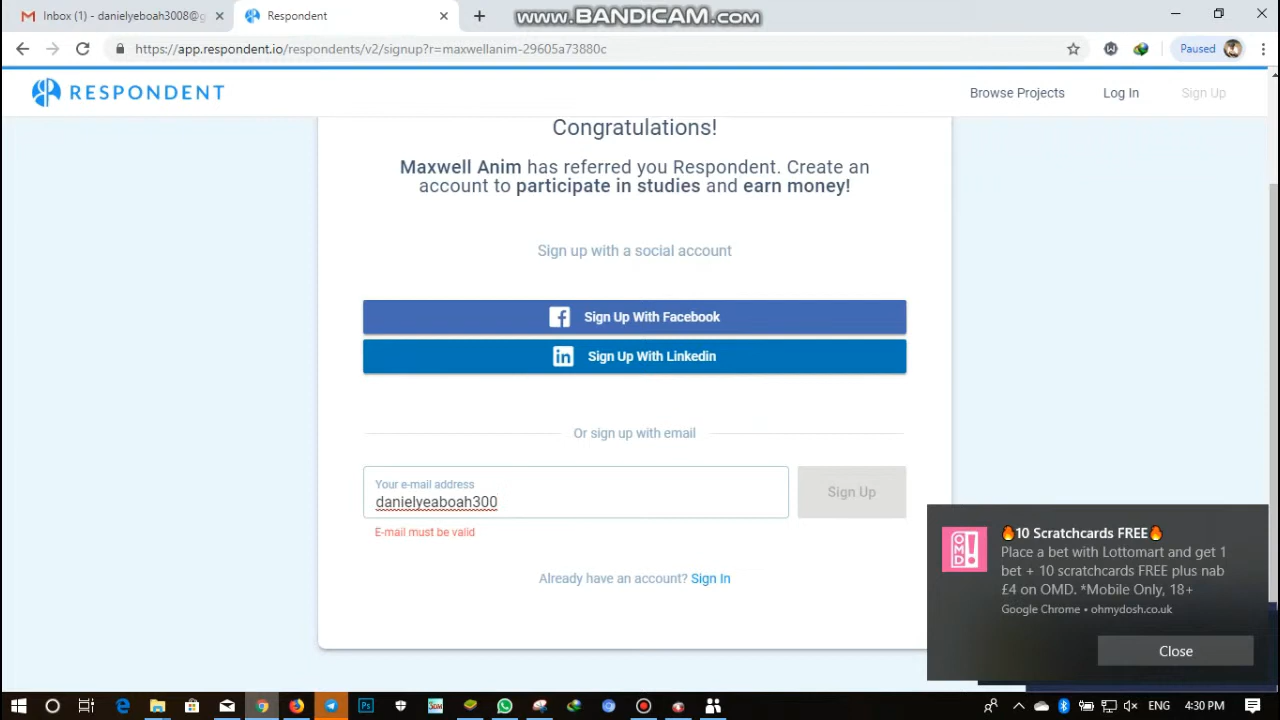 Inbox (1) - danielyeboah3008@g
Respondent
www.BANDICAM.com
https://app.respondent.io/respondents/v2/signup?r=maxwellanim-29605a73880c
Paused
RESPONDENT
Browse Projects
Log In
Sign Up
Congratulations!
Maxwell Anim has referred you Respondent. Create an
account to participate in studies and earn money!
Sign up with a social account
Sign Up With Facebook
in Sign Up With Linkedin
Or sign up with email
Your e-mail address
danielyeaboah300
Sign Up
E-mail must be valid
Already have an account? Sign In
OMD!
🔥10 Scratchcards FREE🔥
Place a bet with Lottomart and get 1
bet + 10 scratchcards FREE plus nab
£4 on OMD. *Mobile Only, 18+
Google Chrome • ohmydosh.co.uk
Close
Ps
ENG
4:30 PM